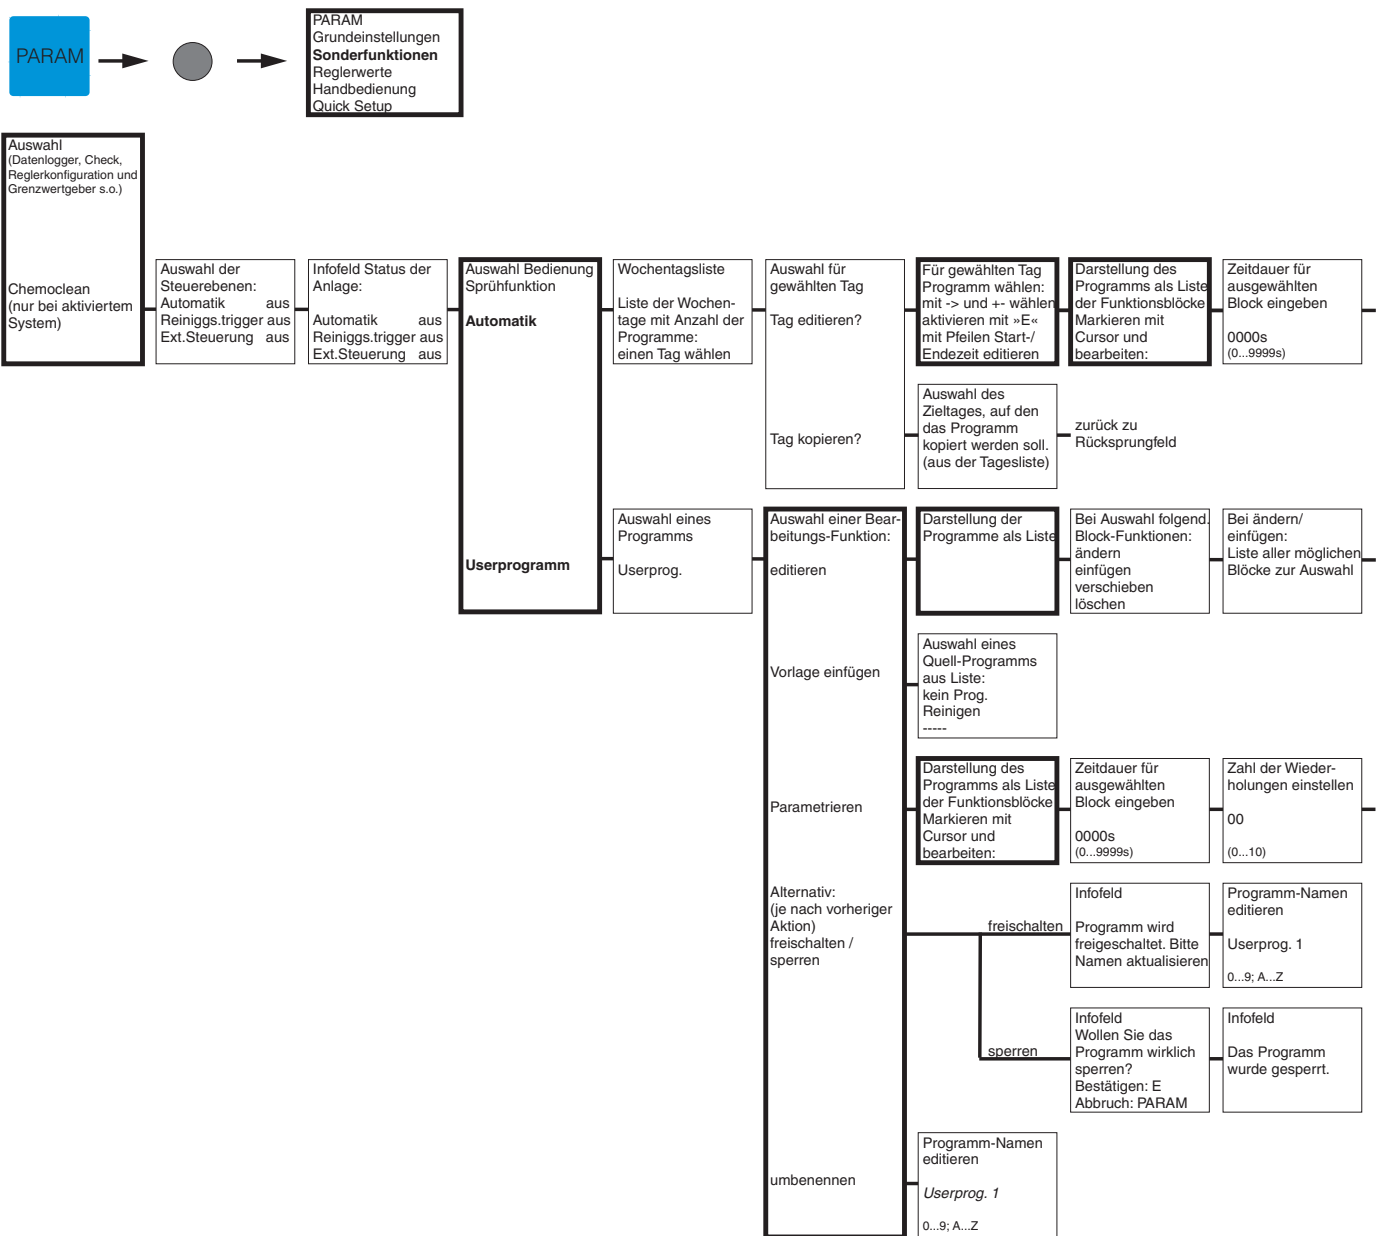 PARAM
PARAM
Grundeinstellungen
Sonderfunktionen
Reglerwerte
Handbedienung
Quick Setup
Auswahl
(Datenlogger, Check,
Reglerkonfiguration und
Grenzwertgeber s.o.)
Chemoclean
(nur bei aktiviertem
System)
Auswahl der
Steuerebenen:
Automatik aus
Reiniggs.trigger aus
Ext.Steuerung aus
Infofeld Status der
Anlage:
Automatik aus
Reiniggs.trigger aus
Ext.Steuerung aus
Auswahl Bedienung
Sprühfunktion
Automatik
Userprogramm
Wochentagsliste
Liste der Wochen-
tage mit Anzahl der
Programme:
einen Tag wählen
Auswahl für
gewählten Tag
Tag editieren?
Tag kopieren?
Für gewählten Tag
Programm wählen:
mit -> und +- wählen
aktivieren mit »E«
mit Pfeilen Start-/
Endezeit editieren
Darstellung des
Programms als Liste
der Funktionsblöcke
Markieren mit
Cursor und
bearbeiten:
Zeitdauer für
ausgewählten
Block eingeben
0000s
(0...9999s)
Auswahl des
Zieltages, auf den
das Programm
kopiert werden soll.
(aus der Tagesliste)
zurück zu
Rücksprungfeld
Auswahl eines
Programms
Userprog.
Auswahl einer Bear-
beitungs-Funktion:
editieren
Vorlage einfügen
Parametrieren
Alternativ:
(je nach vorheriger
Aktion)
freischalten /
sperren
umbenennen
Darstellung der
Programme als Liste
Bei Auswahl folgend.
Block-Funktionen:
ändern
einfügen
verschieben
löschen
Bei ändern/
einfügen:
Liste aller möglichen
Blöcke zur Auswahl
Auswahl eines
Quell-Programms
aus Liste:
kein Prog.
Reinigen
-----
Darstellung des
Programms als Liste
der Funktionsblöcke
Markieren mit
Cursor und
bearbeiten:
Zeitdauer für
ausgewählten
Block eingeben
0000s
(0...9999s)
Zahl der Wieder-
holungen einstellen
00
(0...10)
freischalten
Infofeld
Programm wird
freigeschaltet. Bitte
Namen aktualisieren
Programm-Namen
editieren
Userprog. 1
0...9; A...Z
sperren
Infofeld
Wollen Sie das
Programm wirklich
sperren?
Bestätigen: E
Abbruch: PARAM
Infofeld
Das Programm
wurde gesperrt.
Programm-Namen
editieren
Userprog. 1
0...9; A...Z